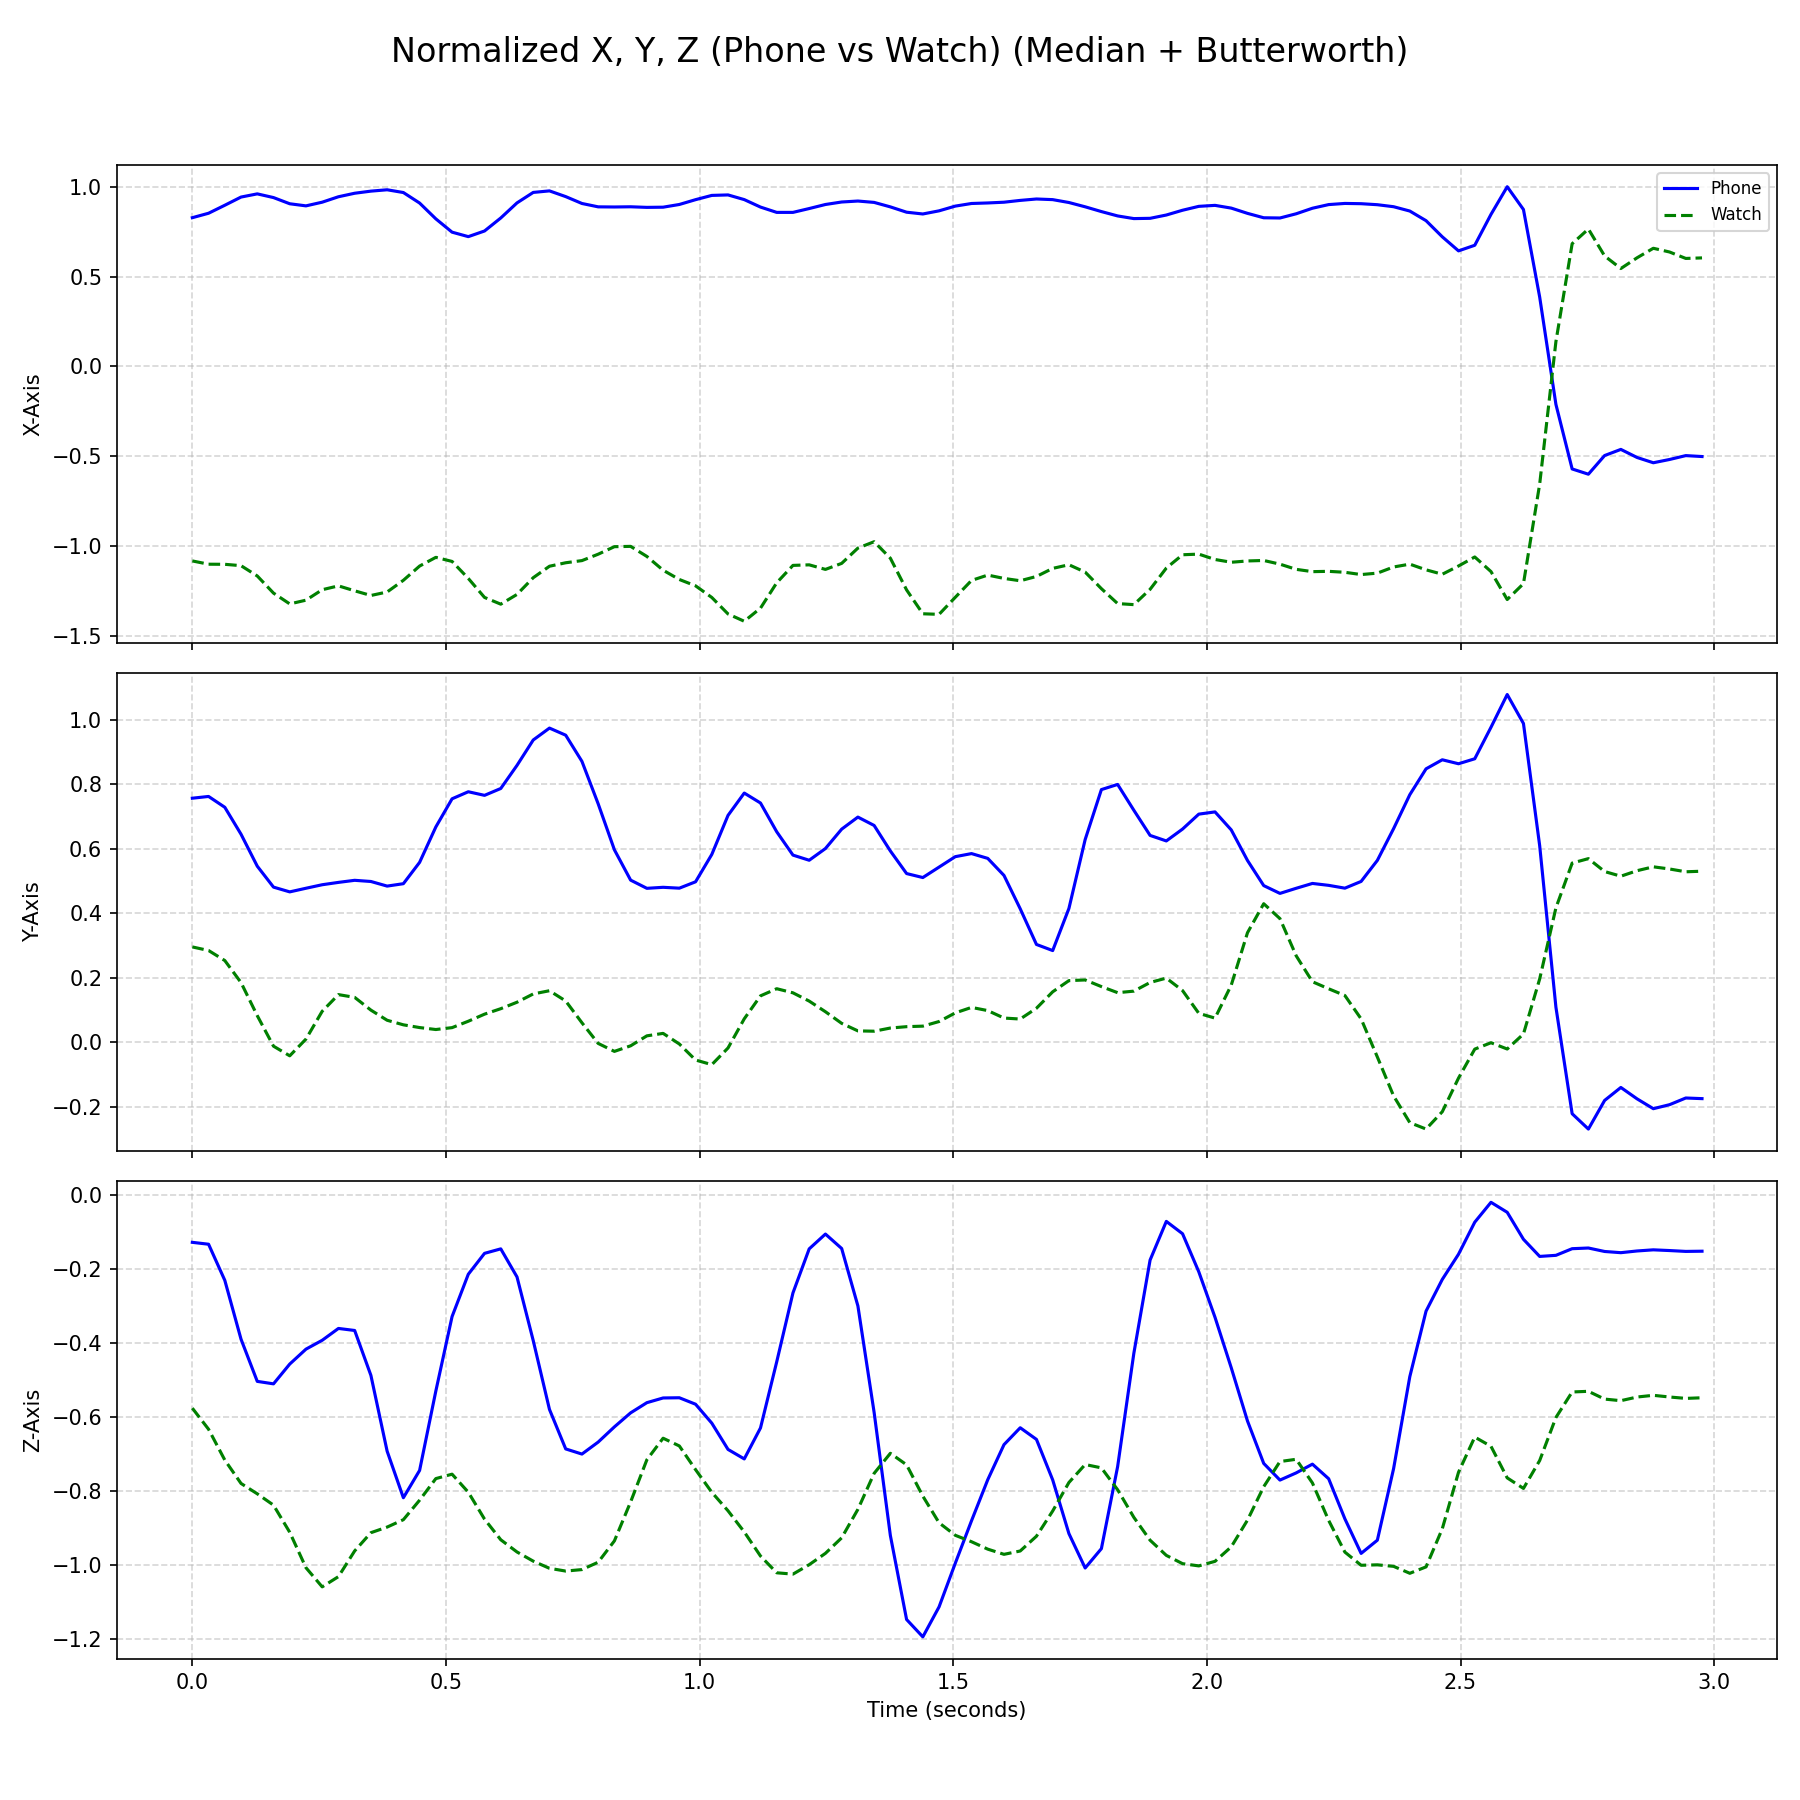 Normalized X, Y, Z (Phone vs Watch) (Median + Butterworth)
Phone
Watch
1.0
0.5
0.0
−0.5
−1.0
−1.5
X-Axis
1.0
0.8
0.6
0.4
0.2
0.0
−0.2
Y-Axis
0.0
−0.2
−0.4
−0.6
−0.8
−1.0
−1.2
Z-Axis
0.0 0.5 1.0 1.5 2.0 2.5 3.0
Time (seconds)